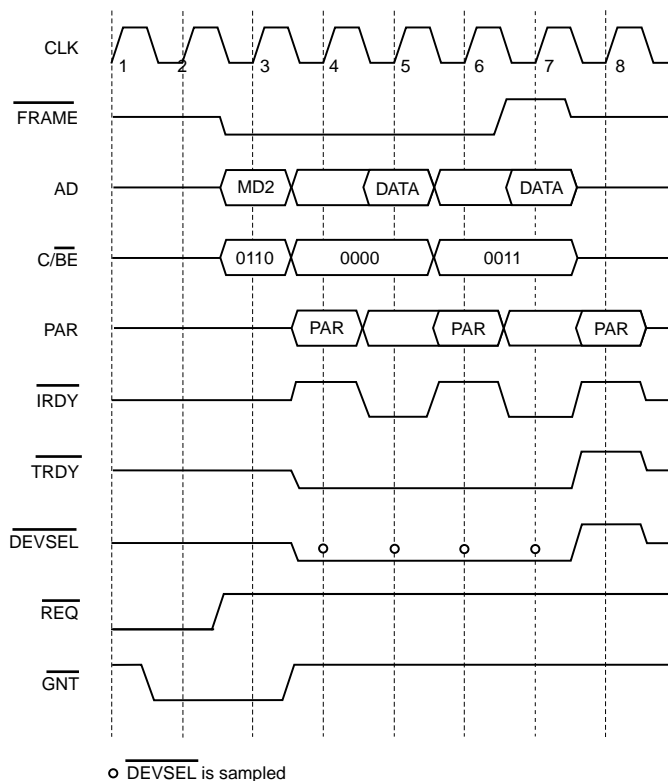 CLK
1 2 3 4 5 6 7 8
FRAME
AD
MD2 DATA DATA
C/BE
0110 0000 0011
PAR
PAR PAR PAR
IRDY
TRDY
DEVSEL
REQ
GNT
DEVSEL is sampled